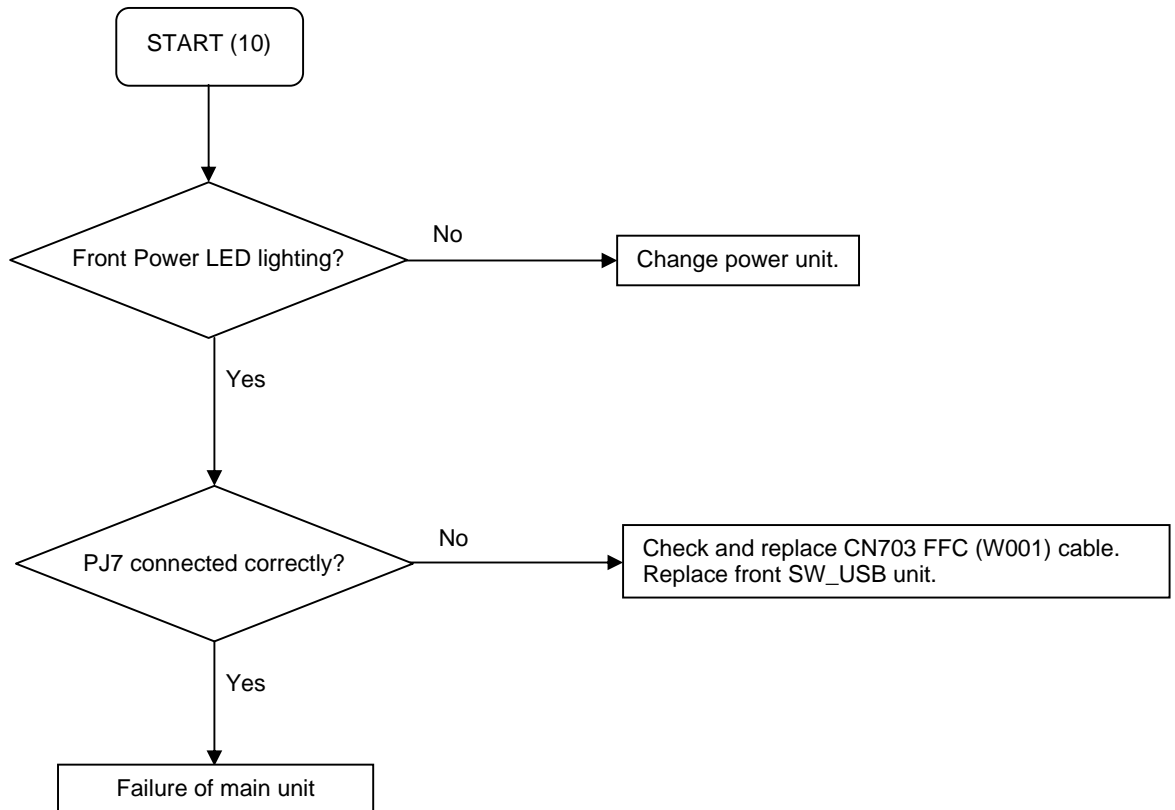 START (10)
Front Power LED lighting?
No
Change power unit.
Yes
PJ7 connected correctly?
No
Check and replace CN703 FFC (W001) cable.
Replace front SW_USB unit.
Yes
Failure of main unit